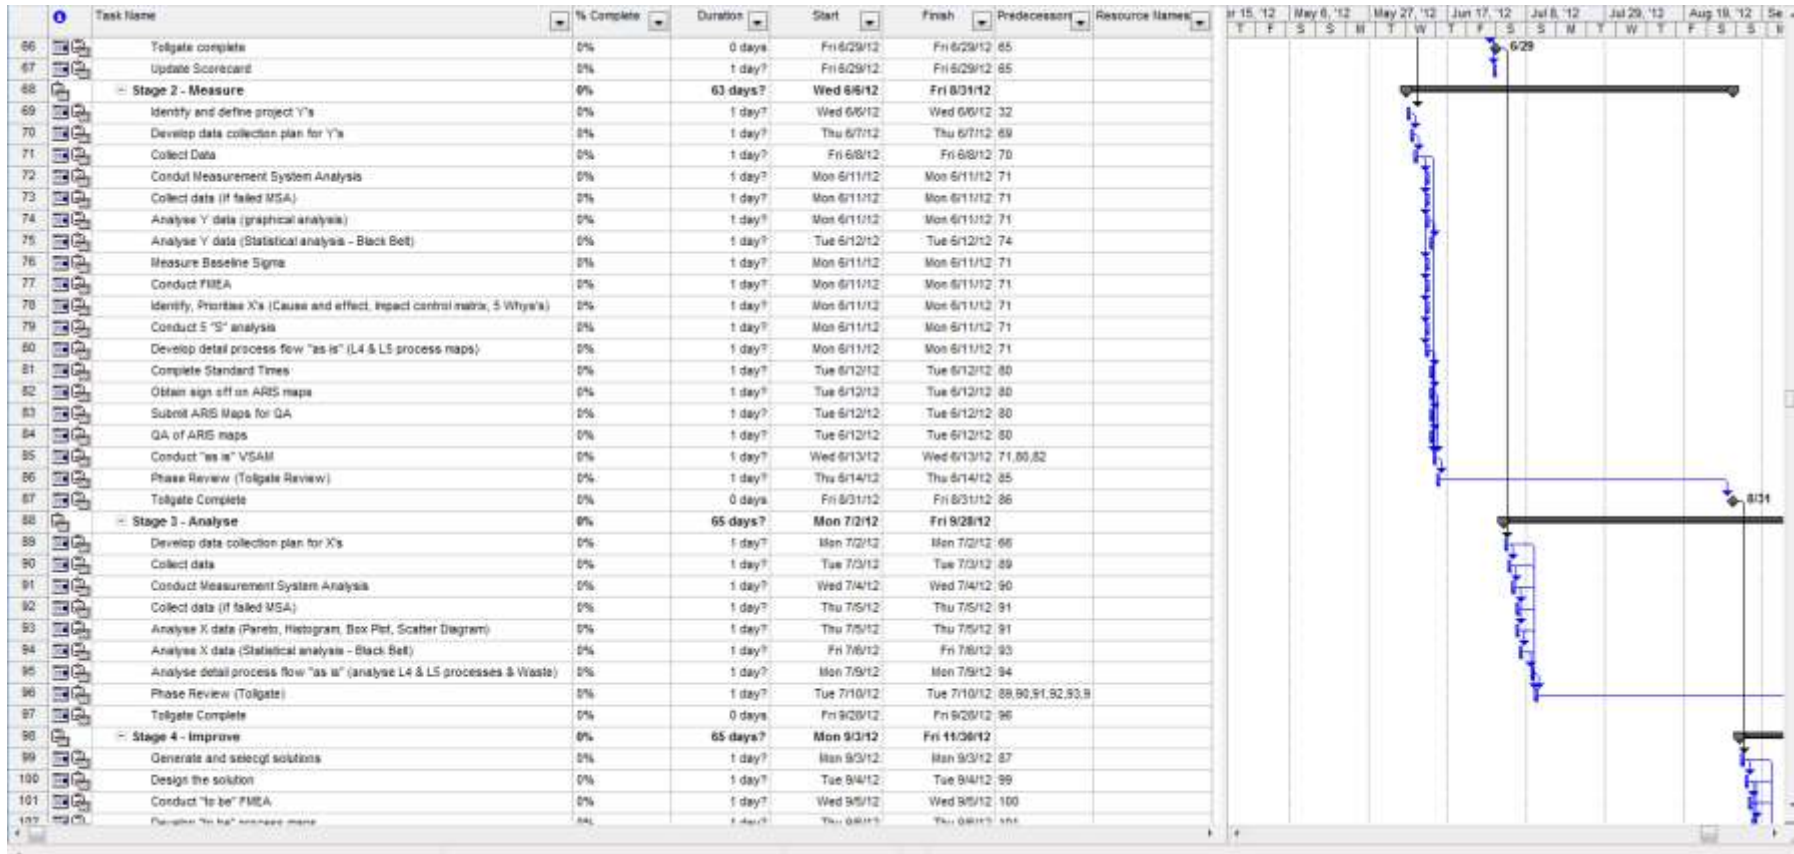 Task Name % Complete Duration Start Finish Predecessors Resource Names 15, '12 May 6, '12 May 27, '12 Jun 17, '12 Jul 8, '12 Jul 29, '12 Aug 19, '12 Se
T F S S M T W T F S S M T W T F S S
66 Tollgate complete 0% 0 days Fri 6/29/12 Fri 6/29/12 65 6/29
67 Update Scorecard 0% 1 day? Fri 6/29/12 Fri 6/29/12 65
68 Stage 2 - Measure 0% 63 days? Wed 6/6/12 Fri 8/31/12
69 Identify and define project Y's 0% 1 day? Wed 6/6/12 Wed 6/6/12 32
70 Develop data collection plan for Y's 0% 1 day? Thu 6/7/12 Thu 6/7/12 69
71 Collect Data 0% 1 day? Fri 6/8/12 Fri 6/8/12 70
72 Condut Measurement System Analysis 0% 1 day? Mon 6/11/12 Mon 6/11/12 71
73 Collect data (if failed MSA) 0% 1 day? Mon 6/11/12 Mon 6/11/12 71
74 Analyse Y data (graphical analysis) 0% 1 day? Mon 6/11/12 Mon 6/11/12 71
75 Analyse Y data (Statistical analysis - Black Belt) 0% 1 day? Tue 6/12/12 Tue 6/12/12 74
76 Measure Baseline Sigma 0% 1 day? Mon 6/11/12 Mon 6/11/12 71
77 Conduct FMEA 0% 1 day? Mon 6/11/12 Mon 6/11/12 71
78 Identify, Prioritise X's (Cause and effect, Impact control matrix, 5 Whye's) 0% 1 day? Mon 6/11/12 Mon 6/11/12 71
79 Conduct 5 "S" analysis 0% 1 day? Mon 6/11/12 Mon 6/11/12 71
80 Develop detail process flow "as is" (L4 & L5 process maps) 0% 1 day? Mon 6/11/12 Mon 6/11/12 71
81 Complete Standard Times 0% 1 day? Tue 6/12/12 Tue 6/12/12 80
82 Obtain sign off on ARIS maps 0% 1 day? Tue 6/12/12 Tue 6/12/12 80
83 Submit ARIS Maps for QA 0% 1 day? Tue 6/12/12 Tue 6/12/12 80
84 QA of ARIS maps 0% 1 day? Tue 6/12/12 Tue 6/12/12 80
85 Conduct "as is" VSAM 0% 1 day? Wed 6/13/12 Wed 6/13/12 71,80,82
86 Phase Review (Tollgate Review) 0% 1 day? Thu 6/14/12 Thu 6/14/12 85
87 Tollgate Complete 0% 0 days Fri 8/31/12 Fri 8/31/12 86 8/31
88 Stage 3 - Analyse 0% 65 days? Mon 7/2/12 Fri 9/28/12
89 Develop data collection plan for X's 0% 1 day? Mon 7/2/12 Mon 7/2/12 66
90 Collect data 0% 1 day? Tue 7/3/12 Tue 7/3/12 89
91 Conduct Measurement System Analysis 0% 1 day? Wed 7/4/12 Wed 7/4/12 90
92 Collect data (if failed MSA) 0% 1 day? Thu 7/5/12 Thu 7/5/12 91
93 Analyse X data (Pareto, Histogram, Box Plot, Scatter Diagram) 0% 1 day? Thu 7/5/12 Thu 7/5/12 91
94 Analyse X data (Statistical analysis - Black Belt) 0% 1 day? Fri 7/6/12 Fri 7/6/12 93
95 Analyse detail process flow "as is" (analyse L4 & L5 processes & Waste) 0% 1 day? Mon 7/9/12 Mon 7/9/12 94
96 Phase Review (Tollgate) 0% 1 day? Tue 7/10/12 Tue 7/10/12 89,90,91,92,93,9
97 Tollgate Complete 0% 0 days Fri 9/28/12 Fri 9/28/12 96
98 Stage 4 - Improve 0% 65 days? Mon 9/3/12 Fri 11/30/12
99 Generate and selecgt solutions 0% 1 day? Mon 9/3/12 Mon 9/3/12 87
100 Design the solution 0% 1 day? Tue 9/4/12 Tue 9/4/12 99
101 Conduct "to be" FMEA 0% 1 day? Wed 9/5/12 Wed 9/5/12 100
102 Develop "to be" process maps 0% 1 day? Thu 9/6/12 Thu 9/6/12 101